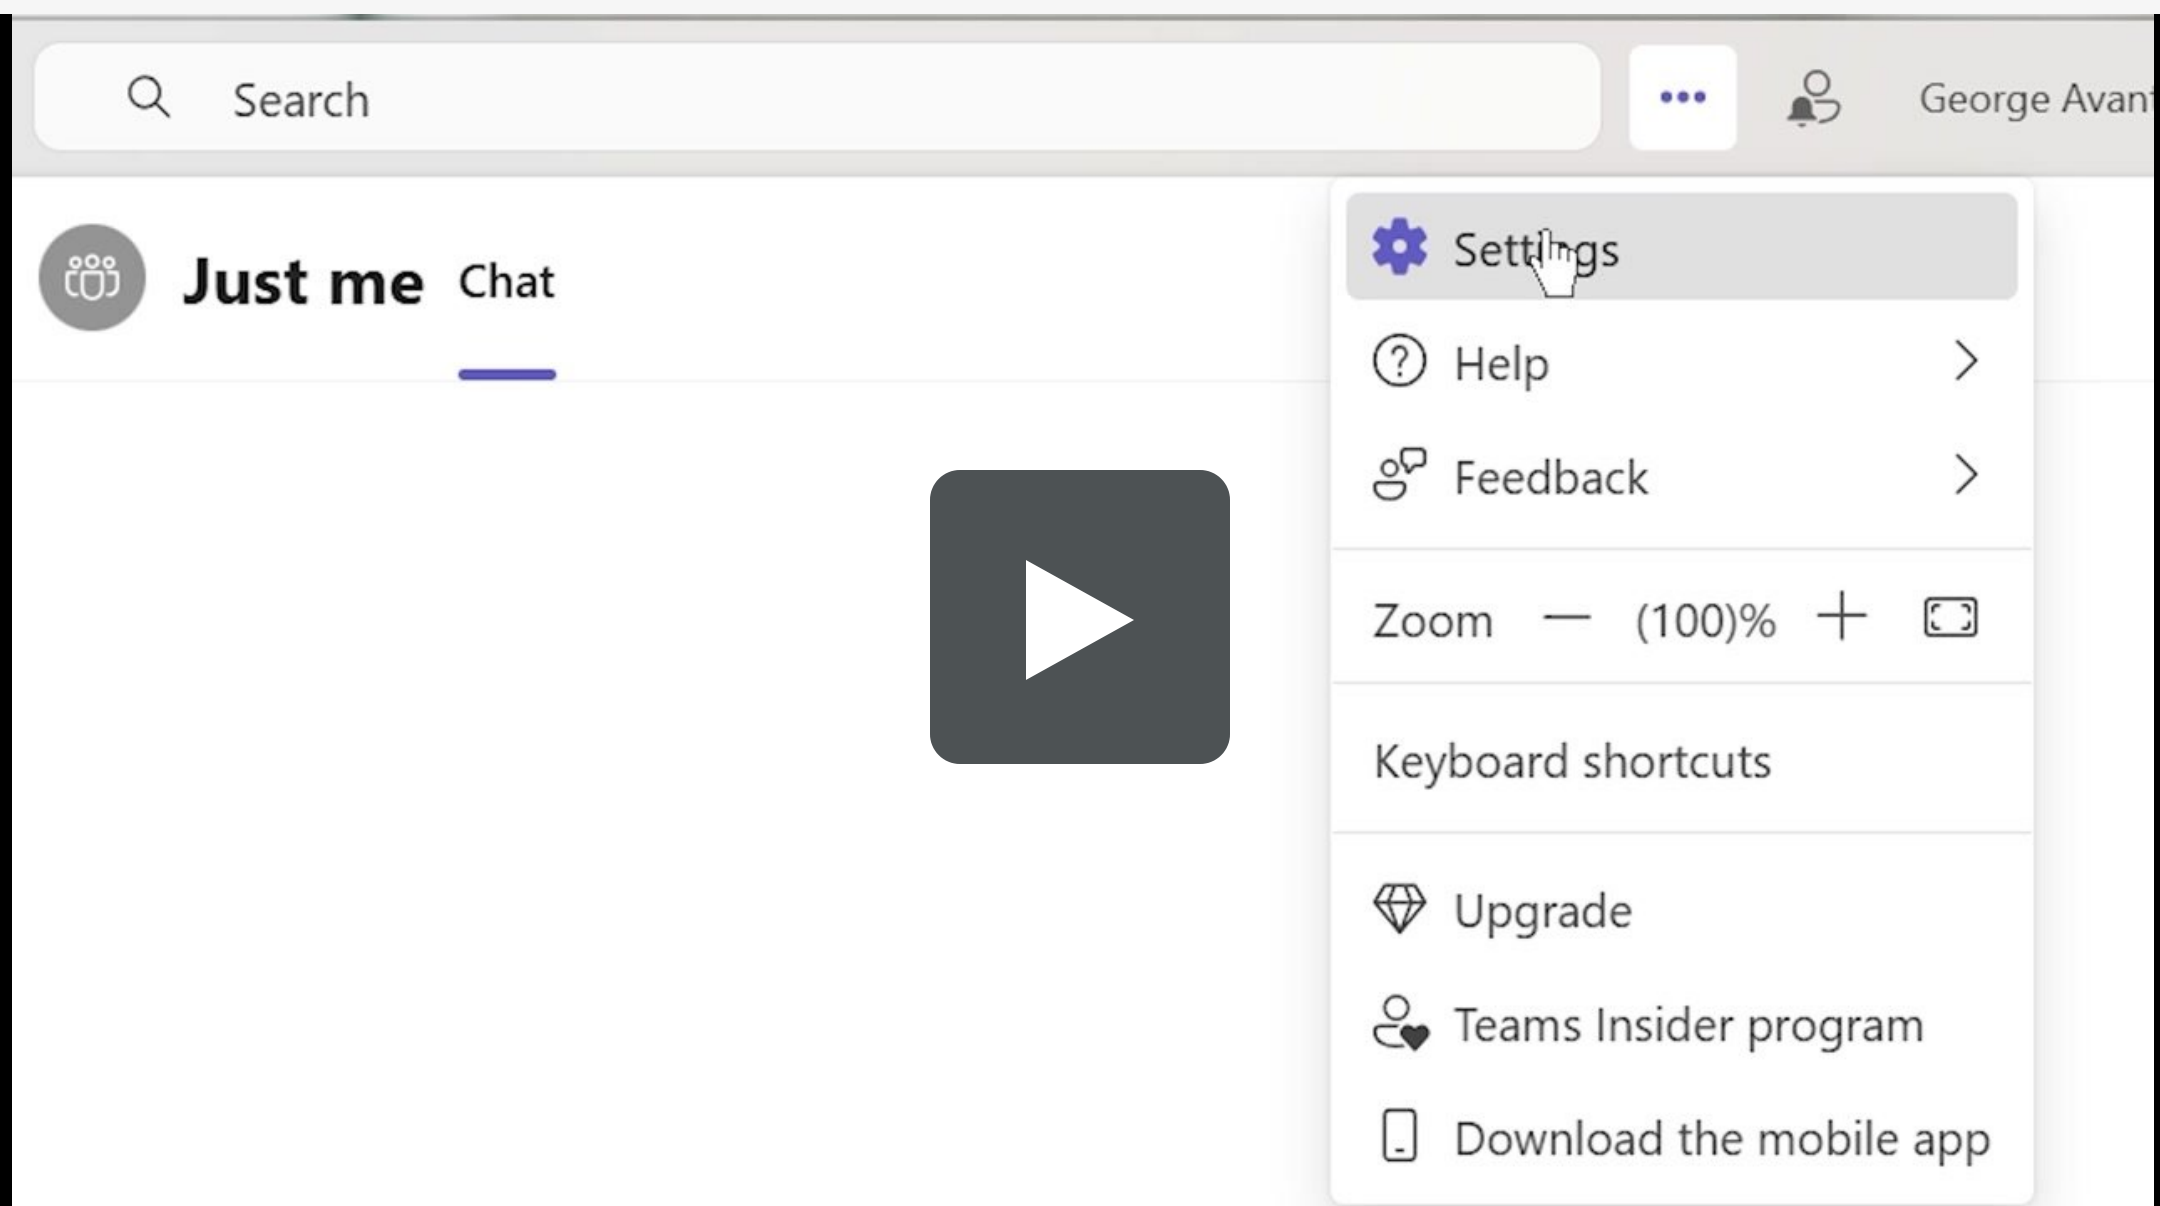 Search
George Avan
Just me
Chat
Settings
Help
Feedback
Zoom
(100)%
Keyboard shortcuts
Upgrade
Teams Insider program
Download the mobile app